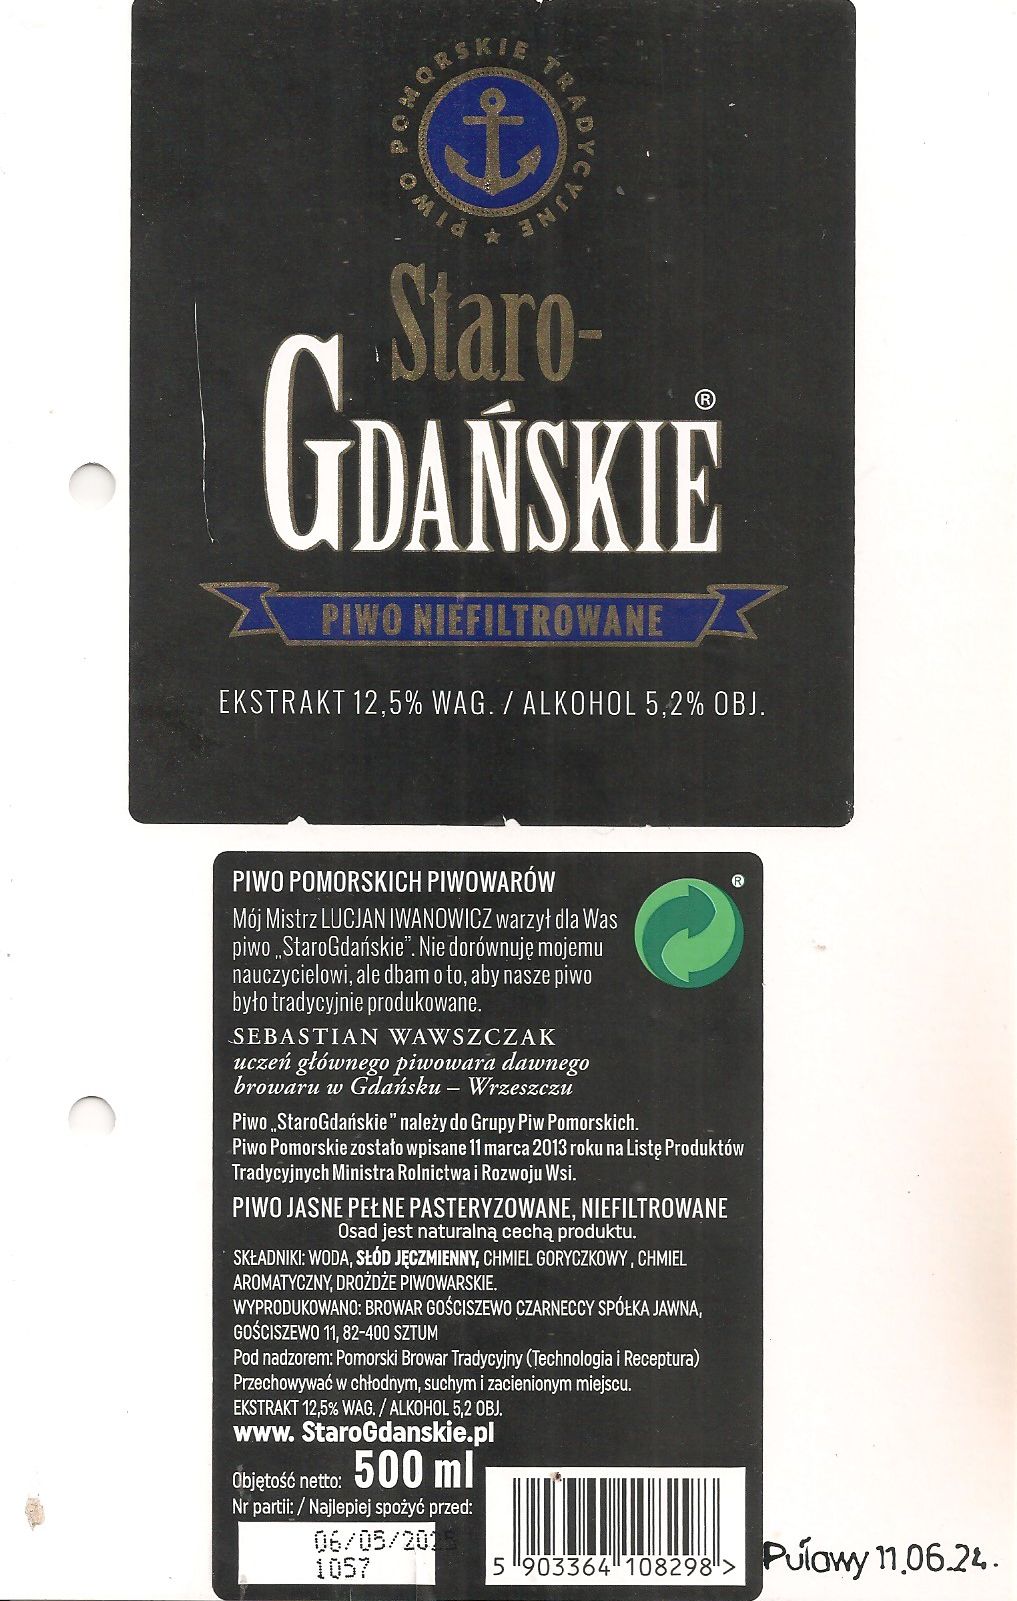 PIWO POMORSKIE TRADYCYJNE ★
Staro-
GDAŃSKIE®
PIWO NIEFILTROWANE
EKSTRAKT 12,5% WAG. / ALKOHOL 5,2% OBJ.
PIWO POMORSKICH PIWOWARÓW
®
Mój Mistrz LUCJAN IWANOWICZ warzył dla Was
piwo „StaroGdańskie”. Nie dorównuję mojemu
nauczycielowi, ale dbam o to, aby nasze piwo
było tradycyjnie produkowane.
SEBASTIAN WAWSZCZAK
uczeń głównego piwowara dawnego
browaru w Gdańsku – Wrzeszczu
Piwo „StaroGdańskie ” należy do Grupy Piw Pomorskich.
Piwo Pomorskie zostało wpisane 11 marca 2013 roku na Listę Produktów
Tradycyjnych Ministra Rolnictwa i Rozwoju Wsi.
PIWO JASNE PEŁNE PASTERYZOWANE, NIEFILTROWANE
Osad jest naturalną cechą produktu.
SKŁADNIKI: WODA, SŁÓD JĘCZMIENNY, CHMIEL GORYCZKOWY , CHMIEL
AROMATYCZNY, DROŻDŻE PIWOWARSKIE.
WYPRODUKOWANO: BROWAR GOŚCISZEWO CZARNECCY SPÓŁKA JAWNA,
GOŚCISZEWO 11, 82-400 SZTUM
Pod nadzorem: Pomorski Browar Tradycyjny (Technologia i Receptura)
Przechowywać w chłodnym, suchym i zacienionym miejscu.
EKSTRAKT 12,5% WAG. / ALKOHOL 5,2 OBJ.
www. StaroGdanskie.pl
Objętość netto: 500 ml
Nr partii: / Najlepiej spożyć przed:
06/05/2025
1057
5 903364 108298 >
Puławy 11.06.24.